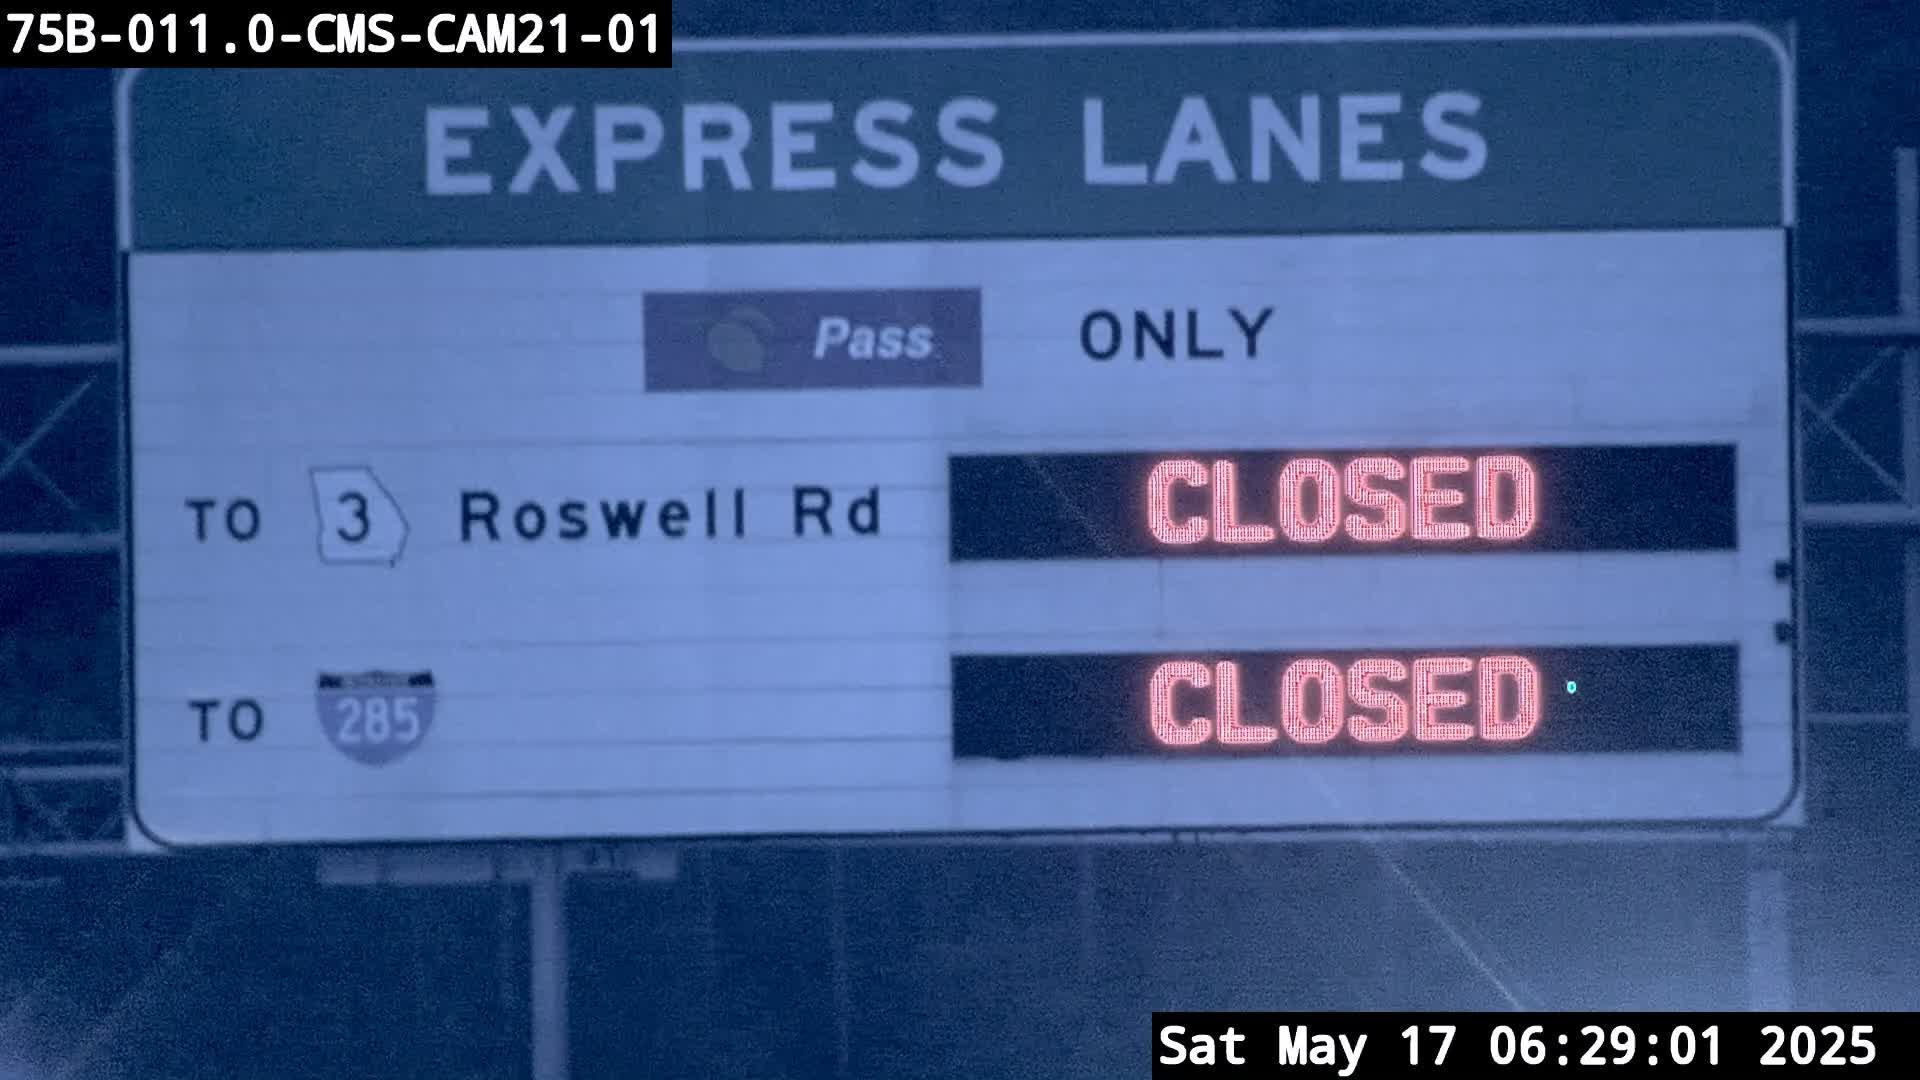 75B-011.0-CMS-CAM21-01
EXPRESS LANES
Pass ONLY
TO 3 Roswell Rd CLOSED
TO 285 CLOSED
Sat May 17 06:29:01 2025